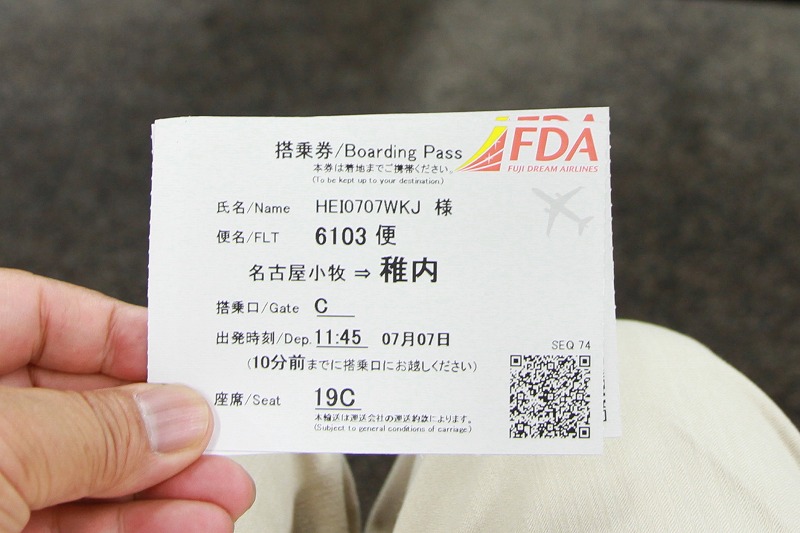 搭乗券/Boarding Pass
本券は着地までご携帯ください。
(To be kept up to your destination.)
FDA
FUJI DREAM AIRLINES
氏名/Name HEI0707WKJ 様
便名/FLT 6103 便
名古屋小牧 ⇒ 稚内
搭乗口/Gate C
出発時刻/Dep. 11:45 07月07日
(10分前までに搭乗口にお越しください)
SEQ 74
座席/Seat 19C
本輸送は運送会社の運送約款によります。
(Subject to general conditions of carriage.)